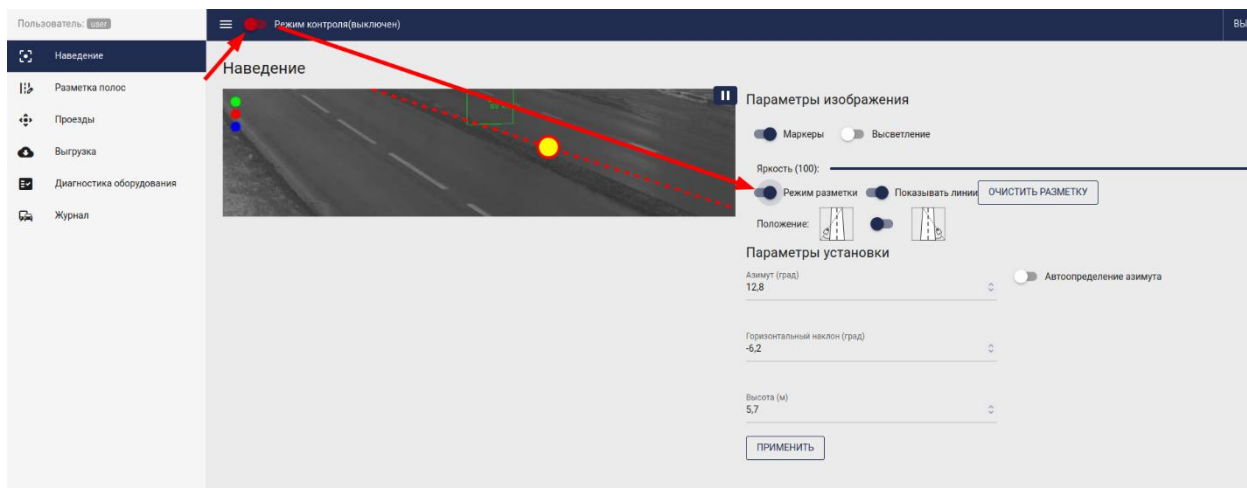 Пользователь: user
Режим контроля(выключен)
Наведение
Разметка полос
Проезды
Выгрузка
Диагностика оборудования
Журнал
Наведение
Параметры изображения
Маркеры
Высветление
Яркость (100):
Режим разметки
Показывать линии
ОЧИСТИТЬ РАЗМЕТКУ
Положение:
Параметры установки
Азимут (град)
12,8
Автоопределение азимута
Горизонтальный наклон (град)
-6,2
Высота (м)
5,7
ПРИМЕНИТЬ